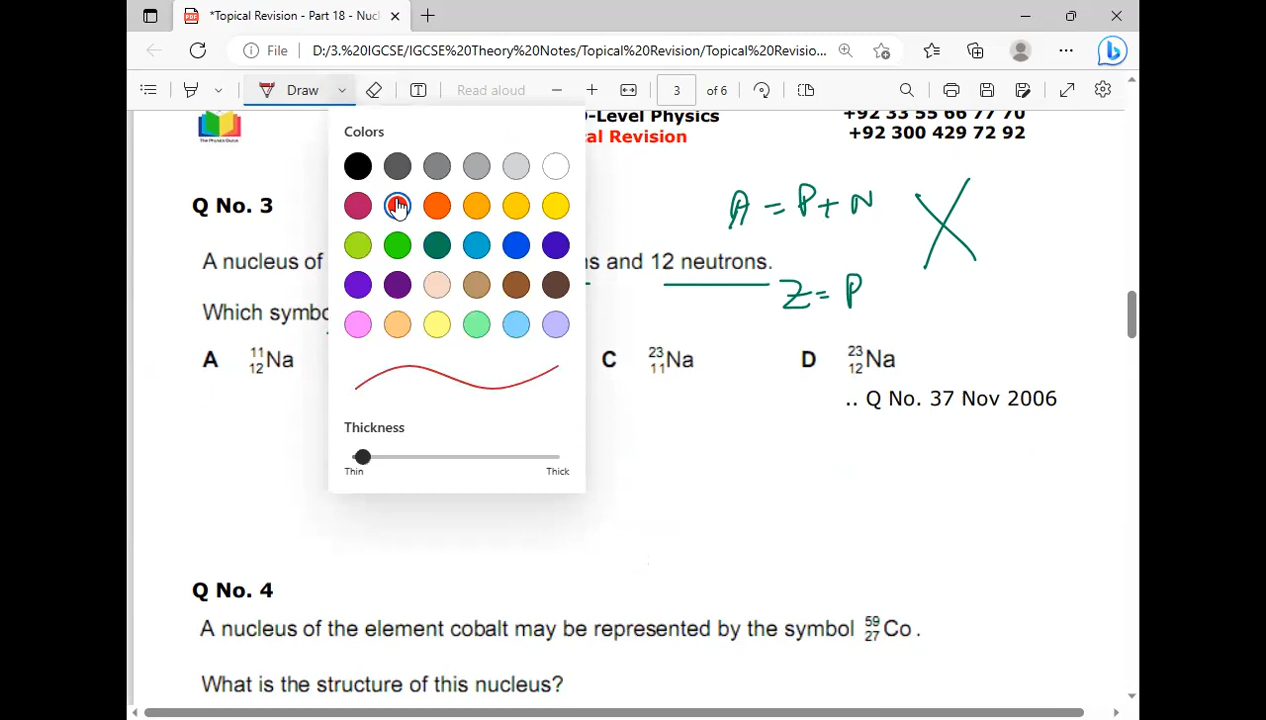 *Topical Revision - Part 18 - Nucl
File D:/3.%20IGCSE/IGCSE%20Theory%20Notes/Topical%20Revision/Topical%20Revisio...
Draw Read aloud 3 of 6
-Level Physics +92 33 55 66 77 70
al Revision +92 300 429 72 92
Colors
Q No. 3
A = P + N
A nucleus of s and 12 neutrons.
Z = P
Which symbo
A 11 12 Na C 23 11 Na D 23 12 Na
.. Q No. 37 Nov 2006
Thickness
Thin Thick
Q No. 4
A nucleus of the element cobalt may be represented by the symbol 59 27 Co .
What is the structure of this nucleus?